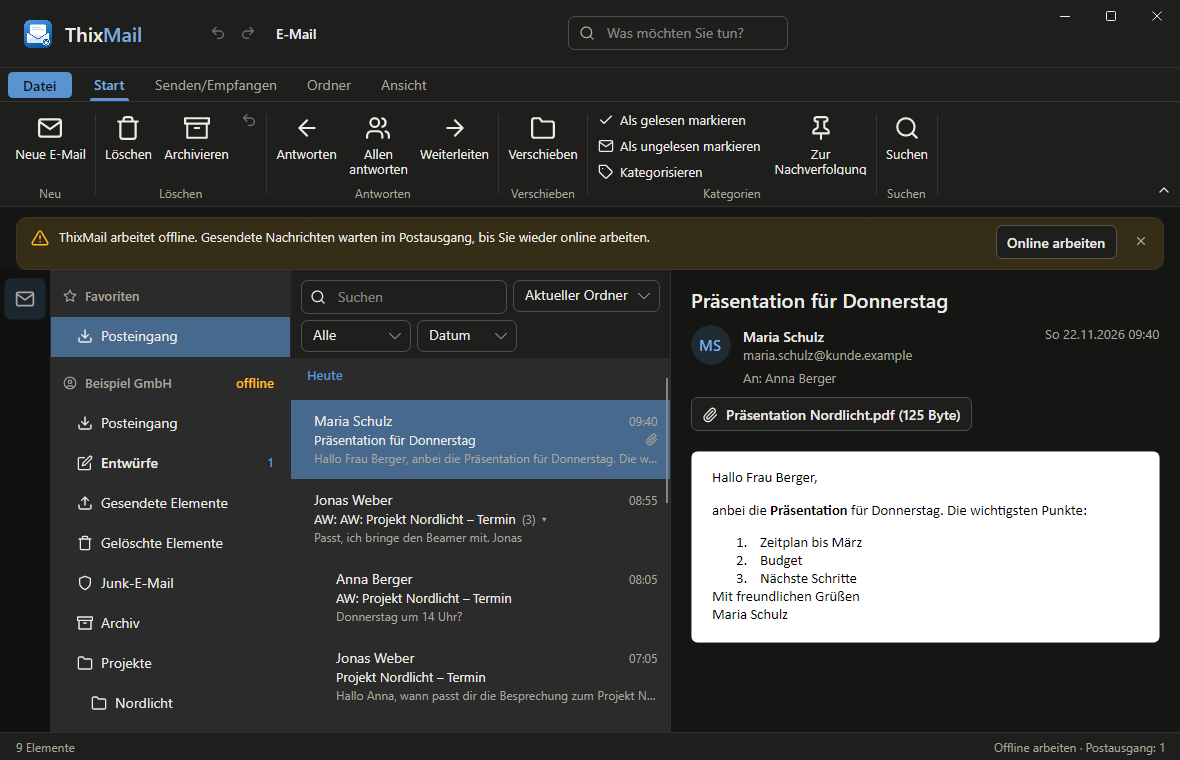 ThixMail
E-Mail
Was möchten Sie tun?
Datei
Start
Senden/Empfangen
Ordner
Ansicht
Neue E-Mail
Neu
Löschen
Archivieren
Löschen
Antworten
Allen
antworten
Weiterleiten
Antworten
Verschieben
Verschieben
Als gelesen markieren
Als ungelesen markieren
Kategorisieren
Zur
Nachverfolgung
Kategorien
Suchen
Suchen
ThixMail arbeitet offline. Gesendete Nachrichten warten im Postausgang, bis Sie wieder online arbeiten.
Online arbeiten
Favoriten
Posteingang
Beispiel GmbH
offline
Posteingang
Entwürfe
1
Gesendete Elemente
Gelöschte Elemente
Junk-E-Mail
Archiv
Projekte
Nordlicht
Suchen
Aktueller Ordner
Alle
Datum
Heute
Maria Schulz
09:40
Präsentation für Donnerstag
Hallo Frau Berger, anbei die Präsentation für Donnerstag. Die w...
Jonas Weber
08:55
AW: AW: Projekt Nordlicht – Termin (3)
Passt, ich bringe den Beamer mit. Jonas
Anna Berger
08:05
AW: Projekt Nordlicht – Termin
Donnerstag um 14 Uhr?
Jonas Weber
07:05
Projekt Nordlicht – Termin
Hallo Anna, wann passt dir die Besprechung zum Projekt N...
Präsentation für Donnerstag
MS
Maria Schulz
So 22.11.2026 09:40
maria.schulz@kunde.example
An: Anna Berger
Präsentation Nordlicht.pdf (125 Byte)
Hallo Frau Berger,
anbei die Präsentation für Donnerstag. Die wichtigsten Punkte:
1. Zeitplan bis März
2. Budget
3. Nächste Schritte
Mit freundlichen Grüßen
Maria Schulz
9 Elemente
Offline arbeiten · Postausgang: 1